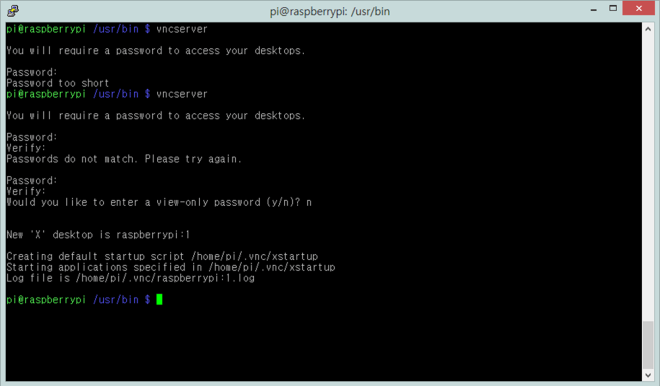 pi@raspberrypi: /usr/bin
pi@raspberrypi /usr/bin $ vncserver
You will require a password to access your desktops.
Password:
Password too short
pi@raspberrypi /usr/bin $ vncserver
You will require a password to access your desktops.
Password:
Verify:
Passwords do not match. Please try again.
Password:
Verify:
Would you like to enter a view-only password (y/n)? n
New 'X' desktop is raspberrypi:1
Creating default startup script /home/pi/.vnc/xstartup
Starting applications specified in /home/pi/.vnc/xstartup
Log file is /home/pi/.vnc/raspberrypi:1.log
pi@raspberrypi /usr/bin $